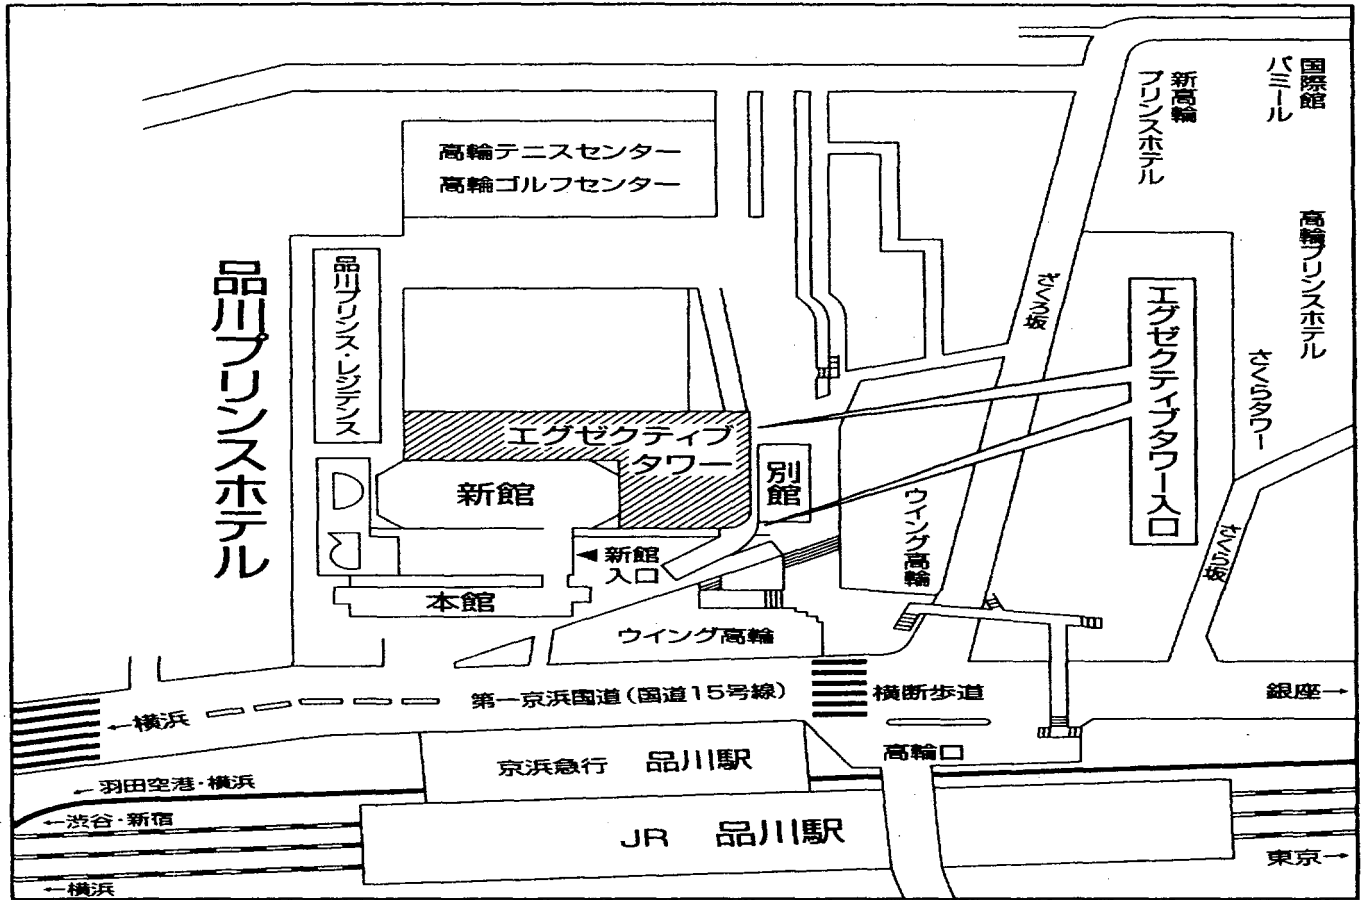 国際館
パミール
新高輪
プリンスホテル
高輪テニスセンター
高輪ゴルフセンター
高輪プリンスホテル
品川プリンスホテル
品川プリンス・レジデンス
ざくろ坂
エグゼクティブタワー入口
さくらタワー
エグゼクティブ
タワー
別館
新館
ウイング高輪
さくら坂
◀新館
入口
本館
ウイング高輪
第一京浜国道(国道15号線)
横断歩道
銀座→
←横浜
高輪口
京浜急行 品川駅
←羽田空港・横浜
←渋谷・新宿
JR 品川駅
東京→
←横浜